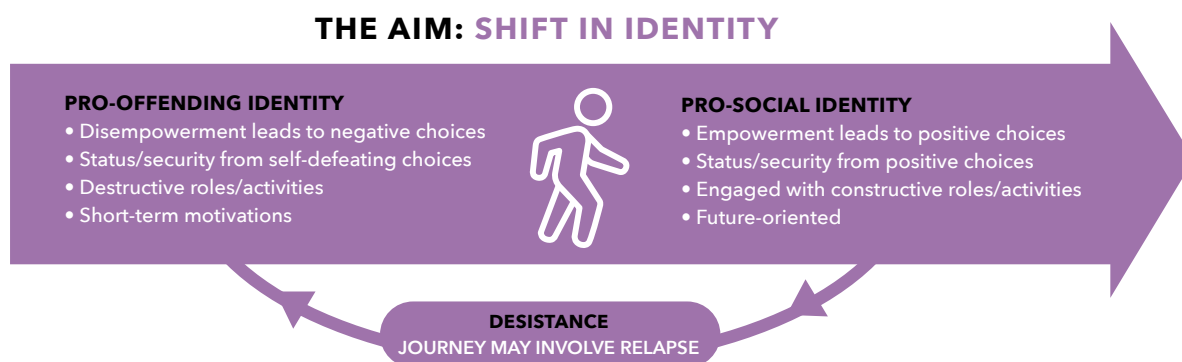 THE AIM: SHIFT IN IDENTITY
PRO-OFFENDING IDENTITY
• Disempowerment leads to negative choices
• Status/security from self-defeating choices
• Destructive roles/activities
• Short-term motivations
PRO-SOCIAL IDENTITY
• Empowerment leads to positive choices
• Status/security from positive choices
• Engaged with constructive roles/activities
• Future-oriented
DESISTANCE
JOURNEY MAY INVOLVE RELAPSE